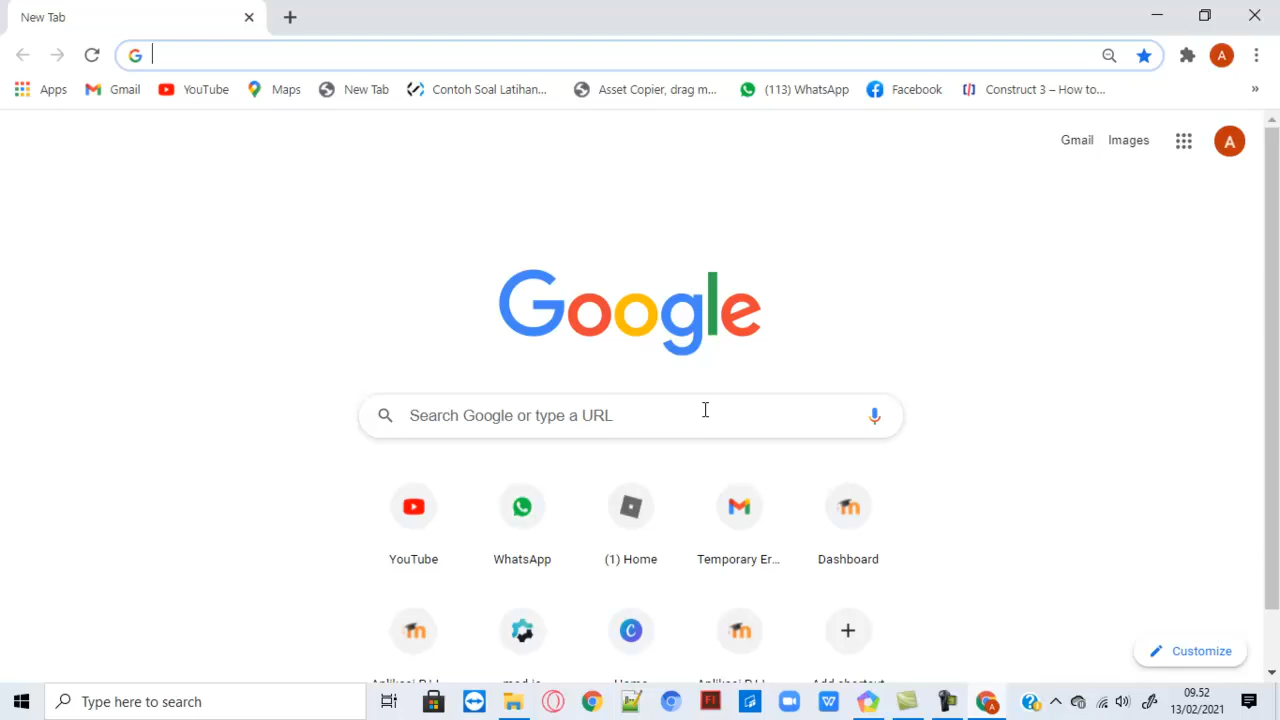 New Tab
Apps Gmail YouTube Maps New Tab Contoh Soal Latihan... Asset Copier, drag m... (113) WhatsApp Facebook Construct 3 – How to... »
Gmail Images A
Google
Search Google or type a URL
YouTube WhatsApp (1) Home Temporary Er... Dashboard
Customize
Type here to search
09.52
13/02/2021